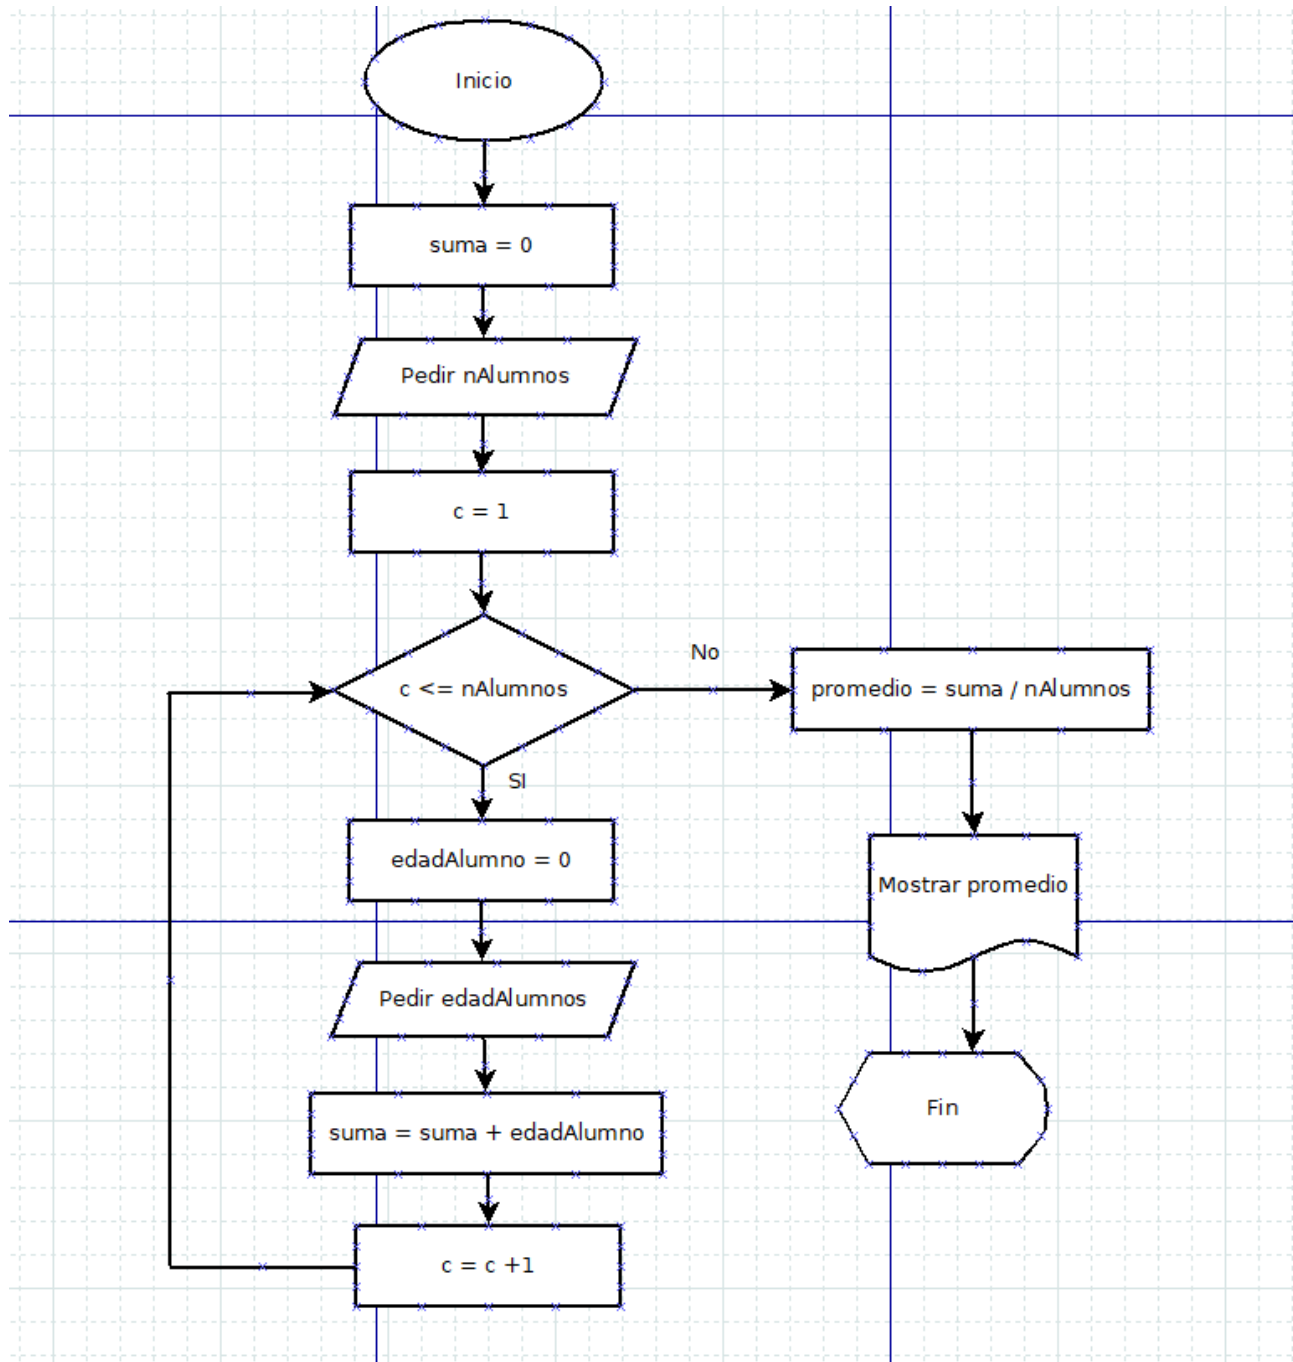 Inicio
suma = 0
Pedir nAlumnos
c = 1
c <= nAlumnos
No
promedio = suma / nAlumnos
SI
edadAlumno = 0
Mostrar promedio
Pedir edadAlumnos
Fin
suma = suma + edadAlumno
c = c +1